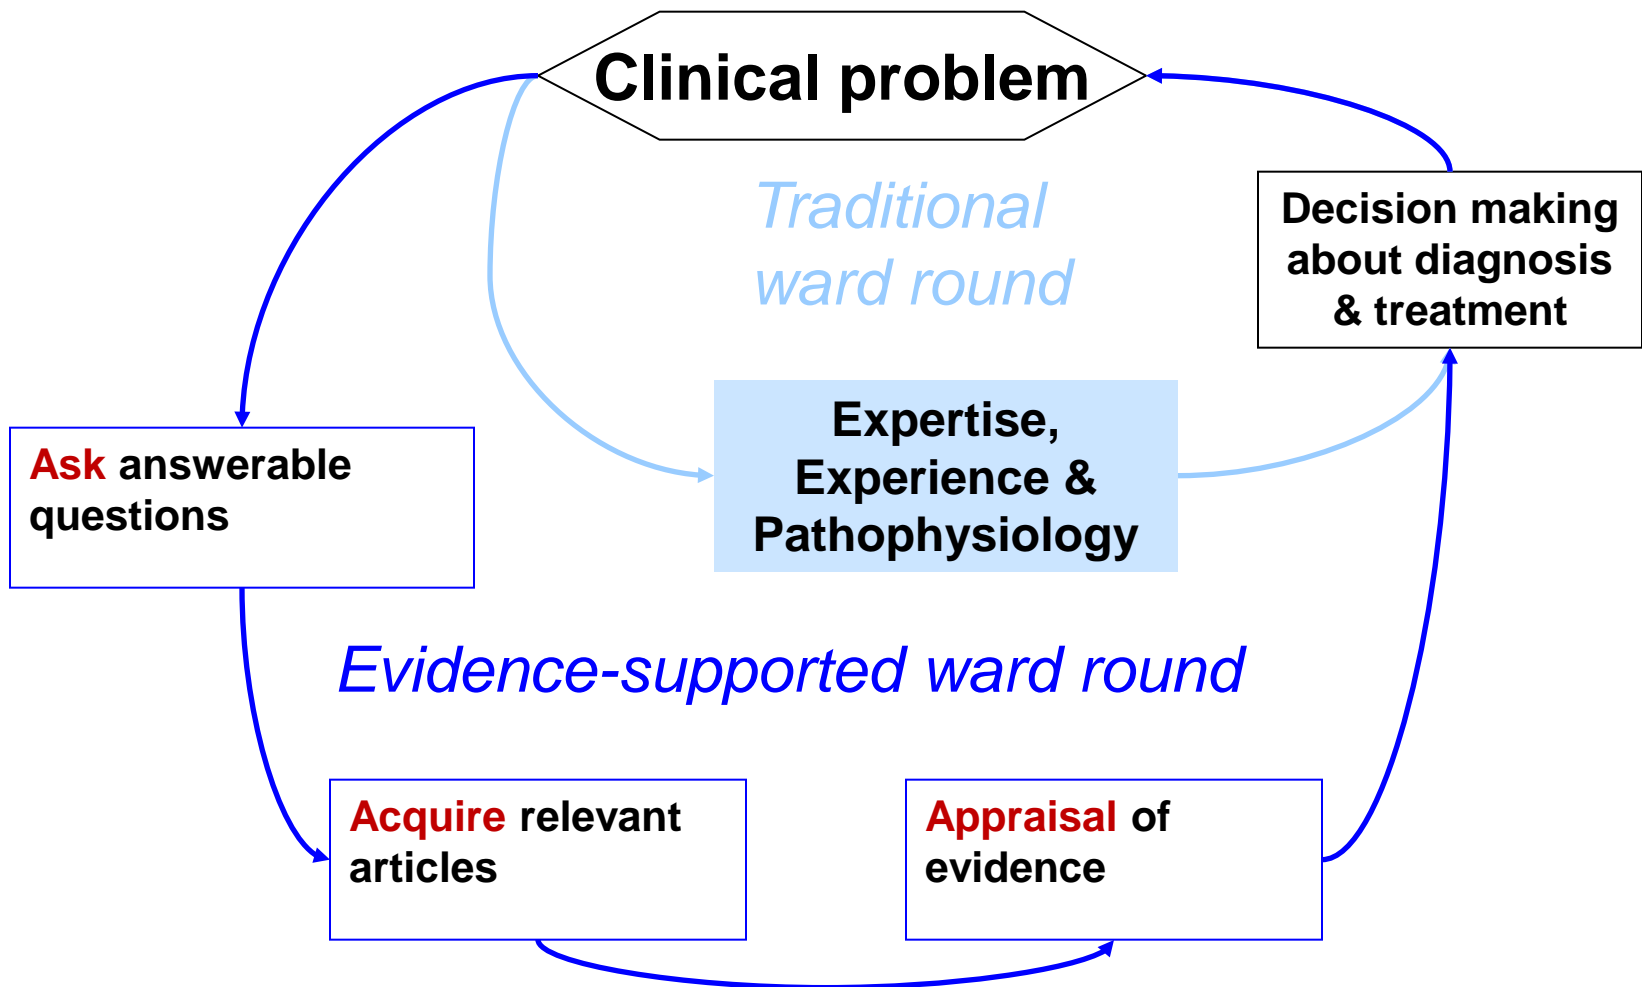 Clinical problem
Traditional
ward round
Decision making
about diagnosis
& treatment
Expertise,
Experience &
Pathophysiology
Ask answerable
questions
Evidence-supported ward round
Acquire relevant
articles
Appraisal of
evidence